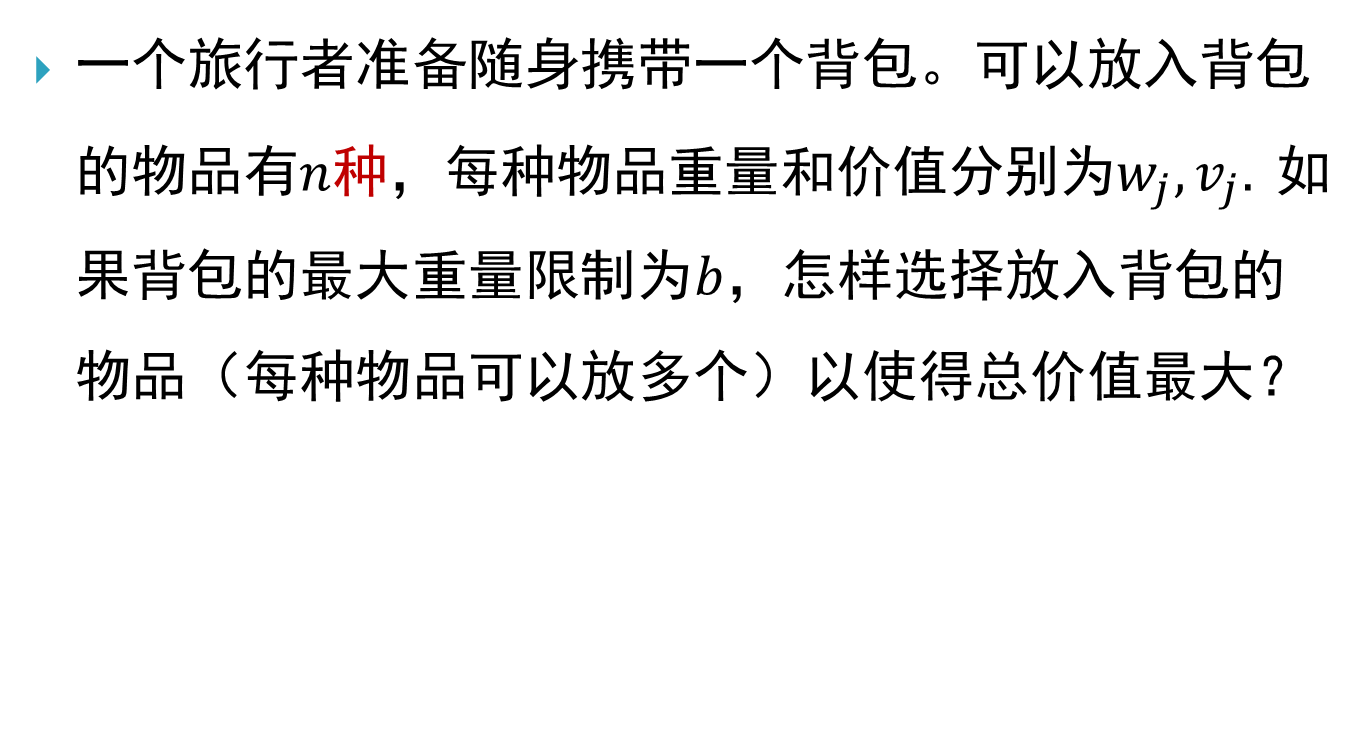 一个旅行者准备随身携带一个背包。可以放入背包
的物品有n种，每种物品重量和价值分别为wⱼ, vⱼ. 如
果背包的最大重量限制为b，怎样选择放入背包的
物品（每种物品可以放多个）以使得总价值最大？